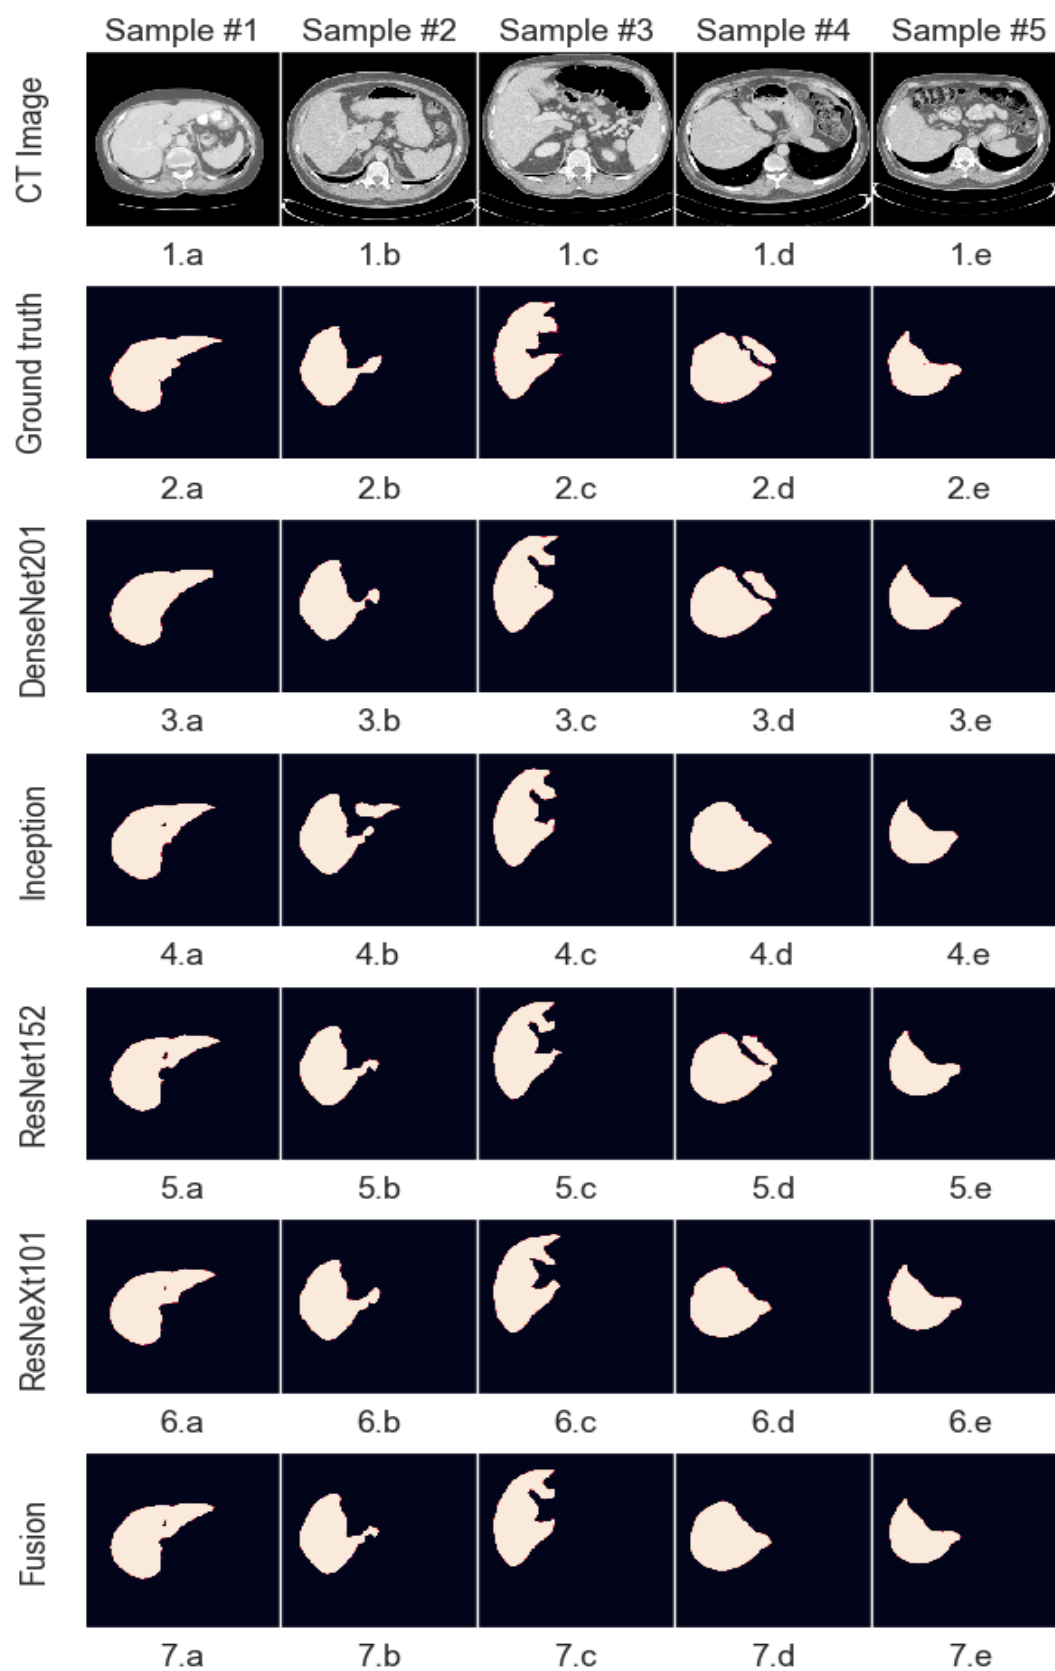 Sample #1 Sample #2 Sample #3 Sample #4 Sample #5
CT Image
1.a 1.b 1.c 1.d 1.e
Ground truth
2.a 2.b 2.c 2.d 2.e
DenseNet201
3.a 3.b 3.c 3.d 3.e
Inception
4.a 4.b 4.c 4.d 4.e
ResNet152
5.a 5.b 5.c 5.d 5.e
ResNeXt101
6.a 6.b 6.c 6.d 6.e
Fusion
7.a 7.b 7.c 7.d 7.e